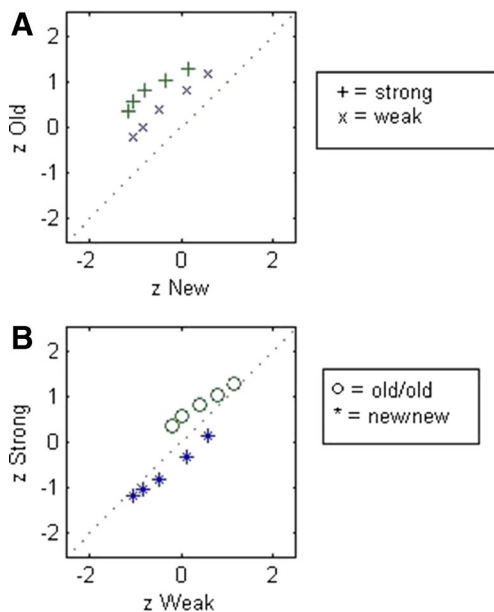 A
2
1
0
-1
-2
z Old
-2 0 2
z New
+ = strong
x = weak
B
2
1
0
-1
-2
z Strong
-2 0 2
z Weak
O = old/old
* = new/new